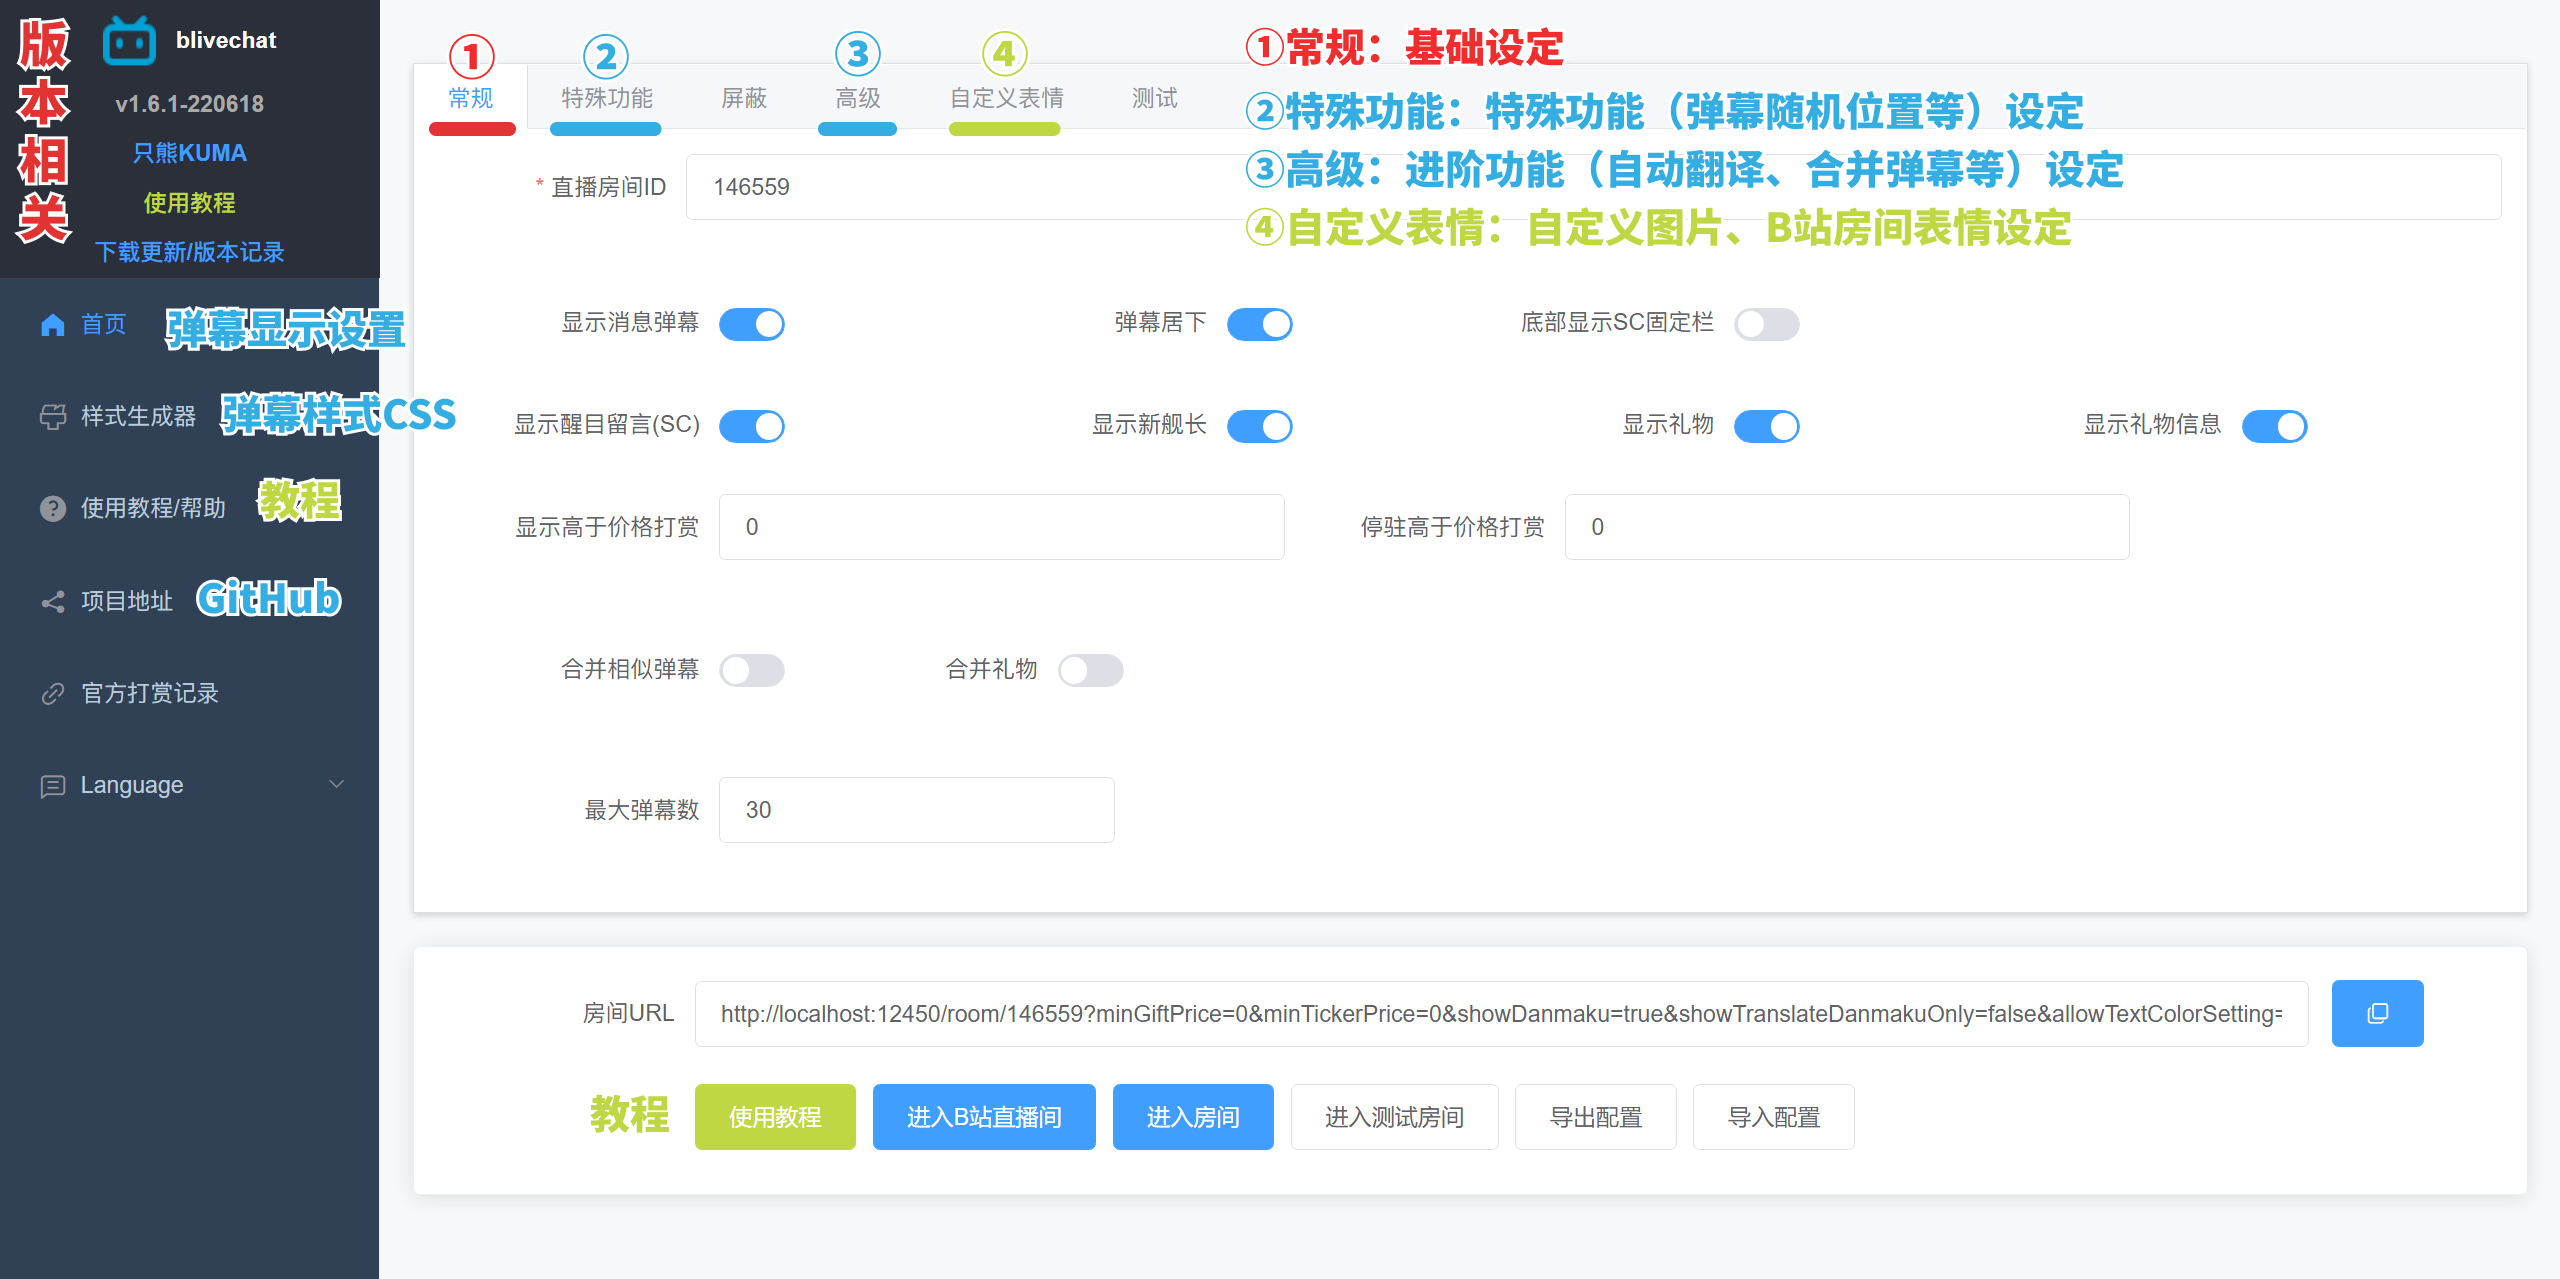 版本相关
blivechat
v1.6.1-220618
只熊KUMA
使用教程
下载更新/版本记录
首页
弹幕显示设置
样式生成器
弹幕样式CSS
使用教程/帮助
教程
项目地址
GitHub
官方打赏记录
Language
① ② ③ ④
常规 特殊功能 屏蔽 高级 自定义表情 测试
①常规：基础设定
②特殊功能：特殊功能（弹幕随机位置等）设定
③高级：进阶功能（自动翻译、合并弹幕等）设定
④自定义表情：自定义图片、B站房间表情设定
* 直播房间ID 146559
显示消息弹幕 弹幕居下 底部显示SC固定栏
显示醒目留言(SC) 显示新舰长 显示礼物 显示礼物信息
显示高于价格打赏 0 停驻高于价格打赏 0
合并相似弹幕 合并礼物
最大弹幕数 30
房间URL http://localhost:12450/room/146559?minGiftPrice=0&minTickerPrice=0&showDanmaku=true&showTranslateDanmakuOnly=false&allowTextColorSetting=
教程 使用教程 进入B站直播间 进入房间 进入测试房间 导出配置 导入配置